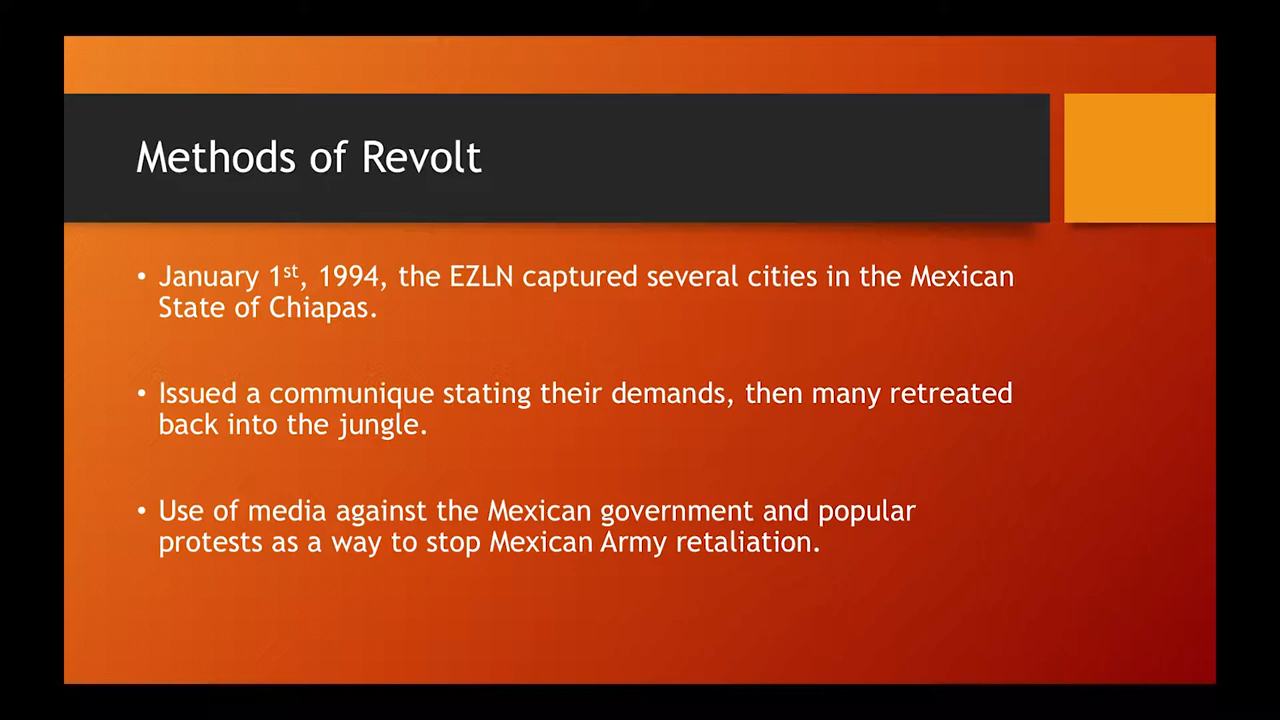 Methods of Revolt
• January 1st, 1994, the EZLN captured several cities in the Mexican
State of Chiapas.
• Issued a communique stating their demands, then many retreated
back into the jungle.
• Use of media against the Mexican government and popular
protests as a way to stop Mexican Army retaliation.